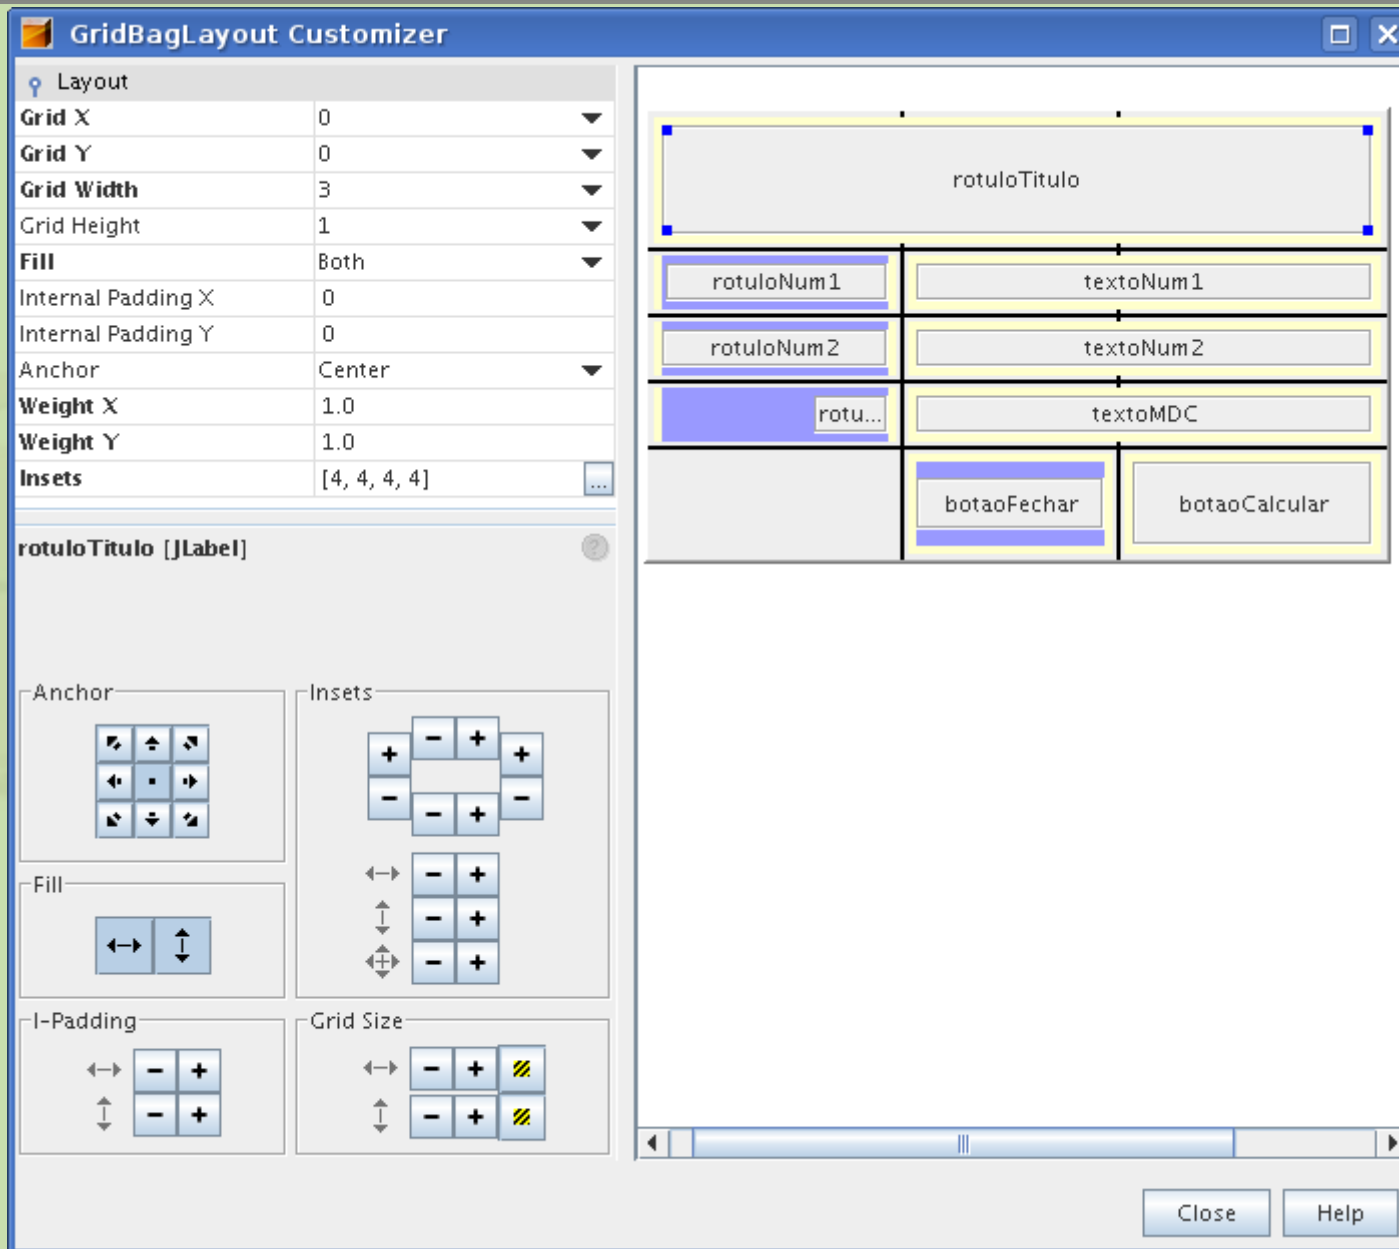 GridBagLayout Customizer
Layout
Grid X 0
Grid Y 0
Grid Width 3
Grid Height 1
Fill Both
Internal Padding X 0
Internal Padding Y 0
Anchor Center
Weight X 1.0
Weight Y 1.0
Insets [4, 4, 4, 4] ...
rotuloTitulo [JLabel] ?
Anchor
Insets
Fill
I-Padding
Grid Size
rotuloTitulo
rotuloNum1 textoNum1
rotuloNum2 textoNum2
rotu... textoMDC
botaoFechar botaoCalcular
Close Help